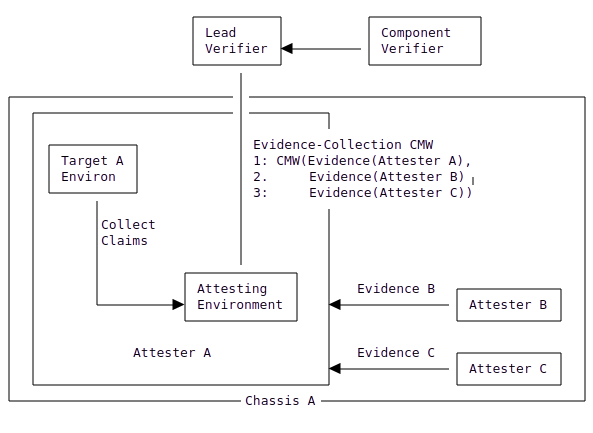 Lead
Verifier
Component
Verifier
Evidence-Collection CMW
1: CMW(Evidence(Attester A),
2.     Evidence(Attester B)
3:     Evidence(Attester C))
Target A
Environ
Collect
Claims
Attesting
Environment
Evidence B
Attester B
Attester A
Evidence C
Attester C
Chassis A